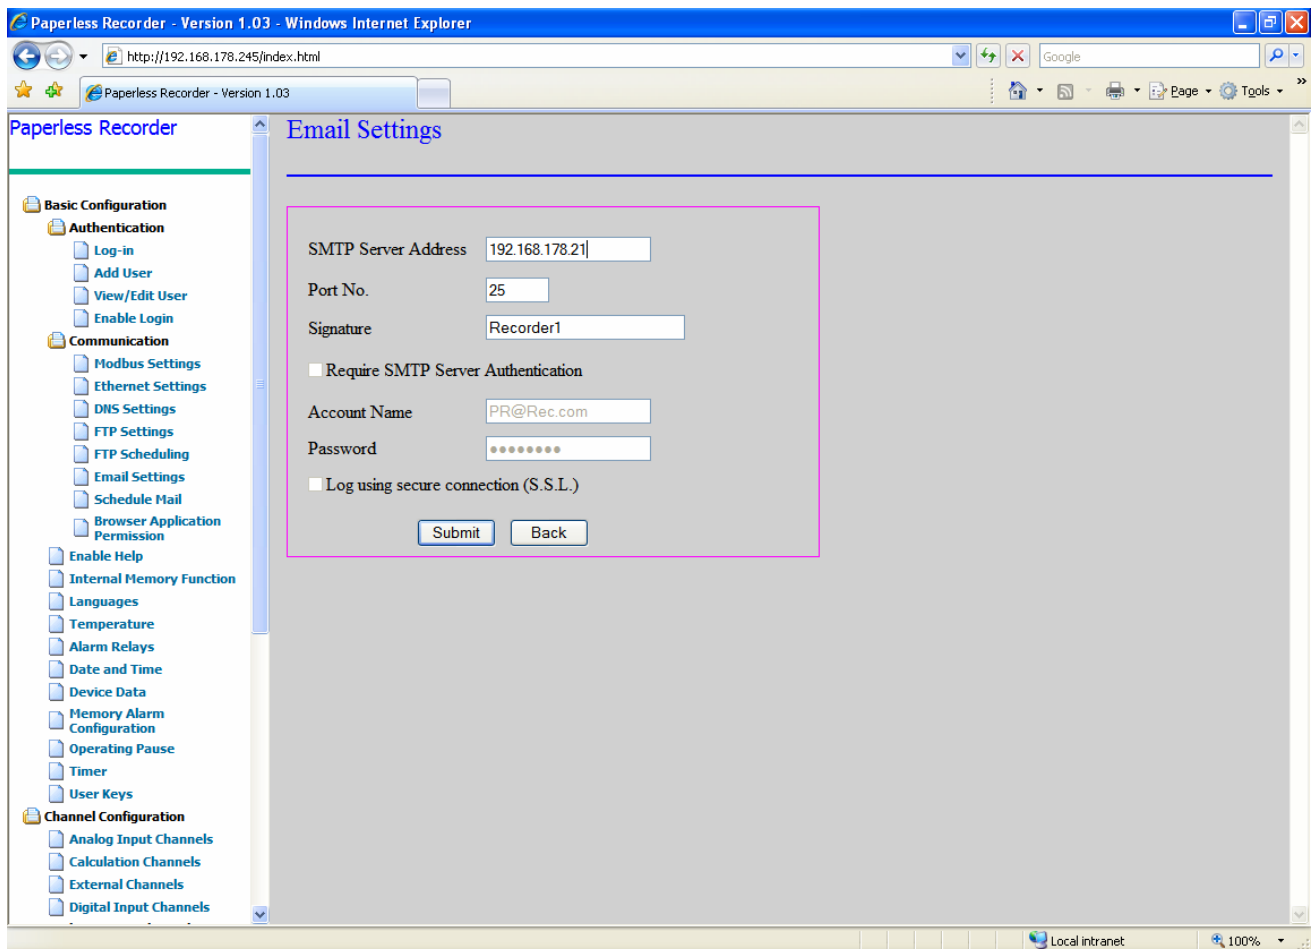 Paperless Recorder - Version 1.03 - Windows Internet Explorer
http://192.168.178.245/index.html
Google
Paperless Recorder - Version 1.03
Page
Tools
Paperless Recorder
Basic Configuration
Authentication
Log-in
Add User
View/Edit User
Enable Login
Communication
Modbus Settings
Ethernet Settings
DNS Settings
FTP Settings
FTP Scheduling
Email Settings
Schedule Mail
Browser Application
Permission
Enable Help
Internal Memory Function
Languages
Temperature
Alarm Relays
Date and Time
Device Data
Memory Alarm
Configuration
Operating Pause
Timer
User Keys
Channel Configuration
Analog Input Channels
Calculation Channels
External Channels
Digital Input Channels
Email Settings
SMTP Server Address 192.168.178.21
Port No. 25
Signature Recorder1
Require SMTP Server Authentication
Account Name PR@Rec.com
Password ●●●●●●●●
Log using secure connection (S.S.L.)
Submit Back
Local intranet 100%